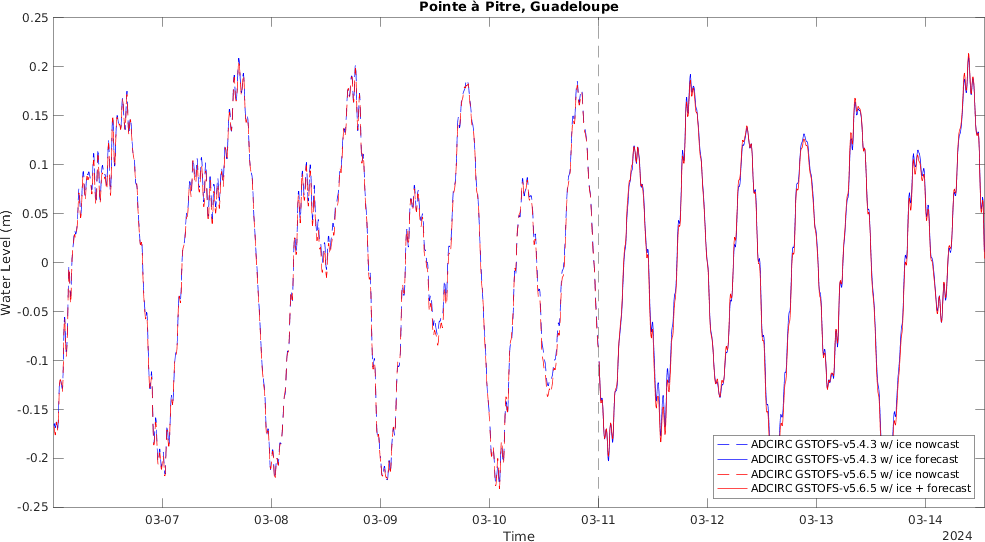 Pointe à Pitre, Guadeloupe
0.25
0.2
0.15
0.1
0.05
0
-0.05
-0.1
-0.15
-0.2
-0.25
Water Level (m)
ADCIRC GSTOFS-v5.4.3 w/ ice nowcast
ADCIRC GSTOFS-v5.4.3 w/ ice forecast
ADCIRC GSTOFS-v5.6.5 w/ ice nowcast
ADCIRC GSTOFS-v5.6.5 w/ ice + forecast
03-07 03-08 03-09 03-10 03-11 03-12 03-13 03-14
Time
2024